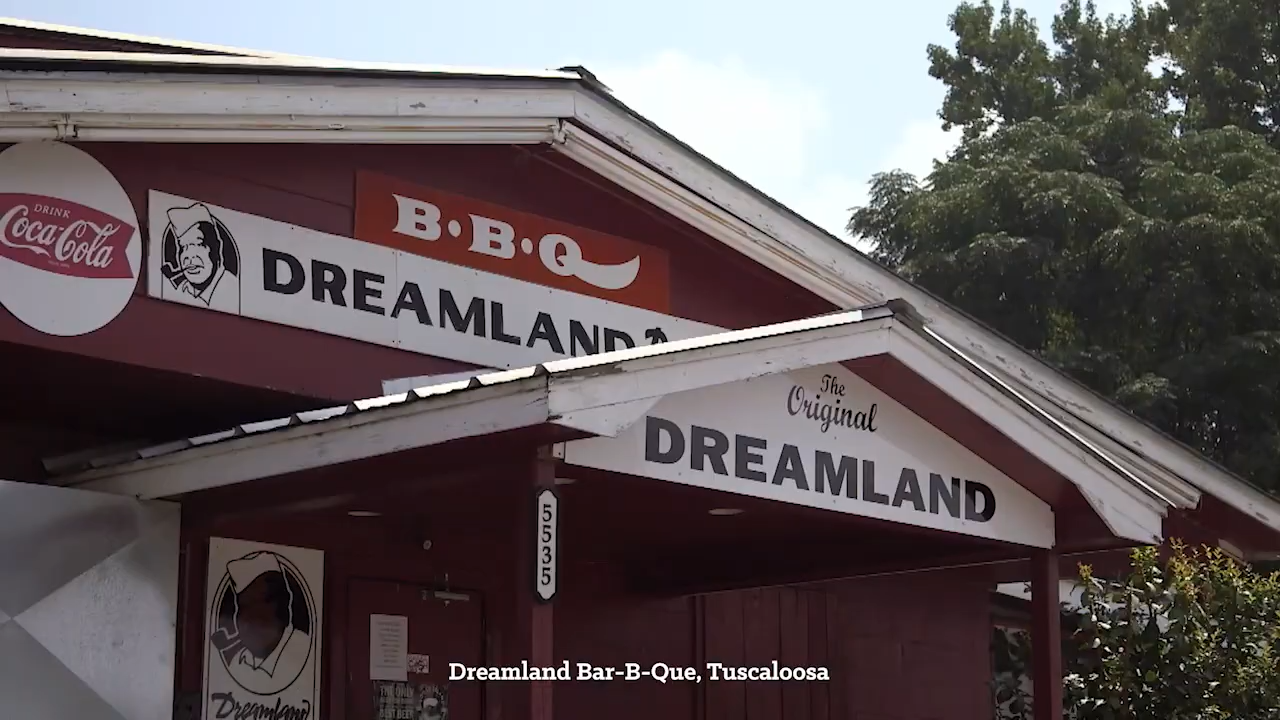 DRINK
Coca-Cola
B·B·Q
DREAMLAND
The
Original
DREAMLAND
5535
Dreamland
Dreamland Bar-B-Que, Tuscaloosa